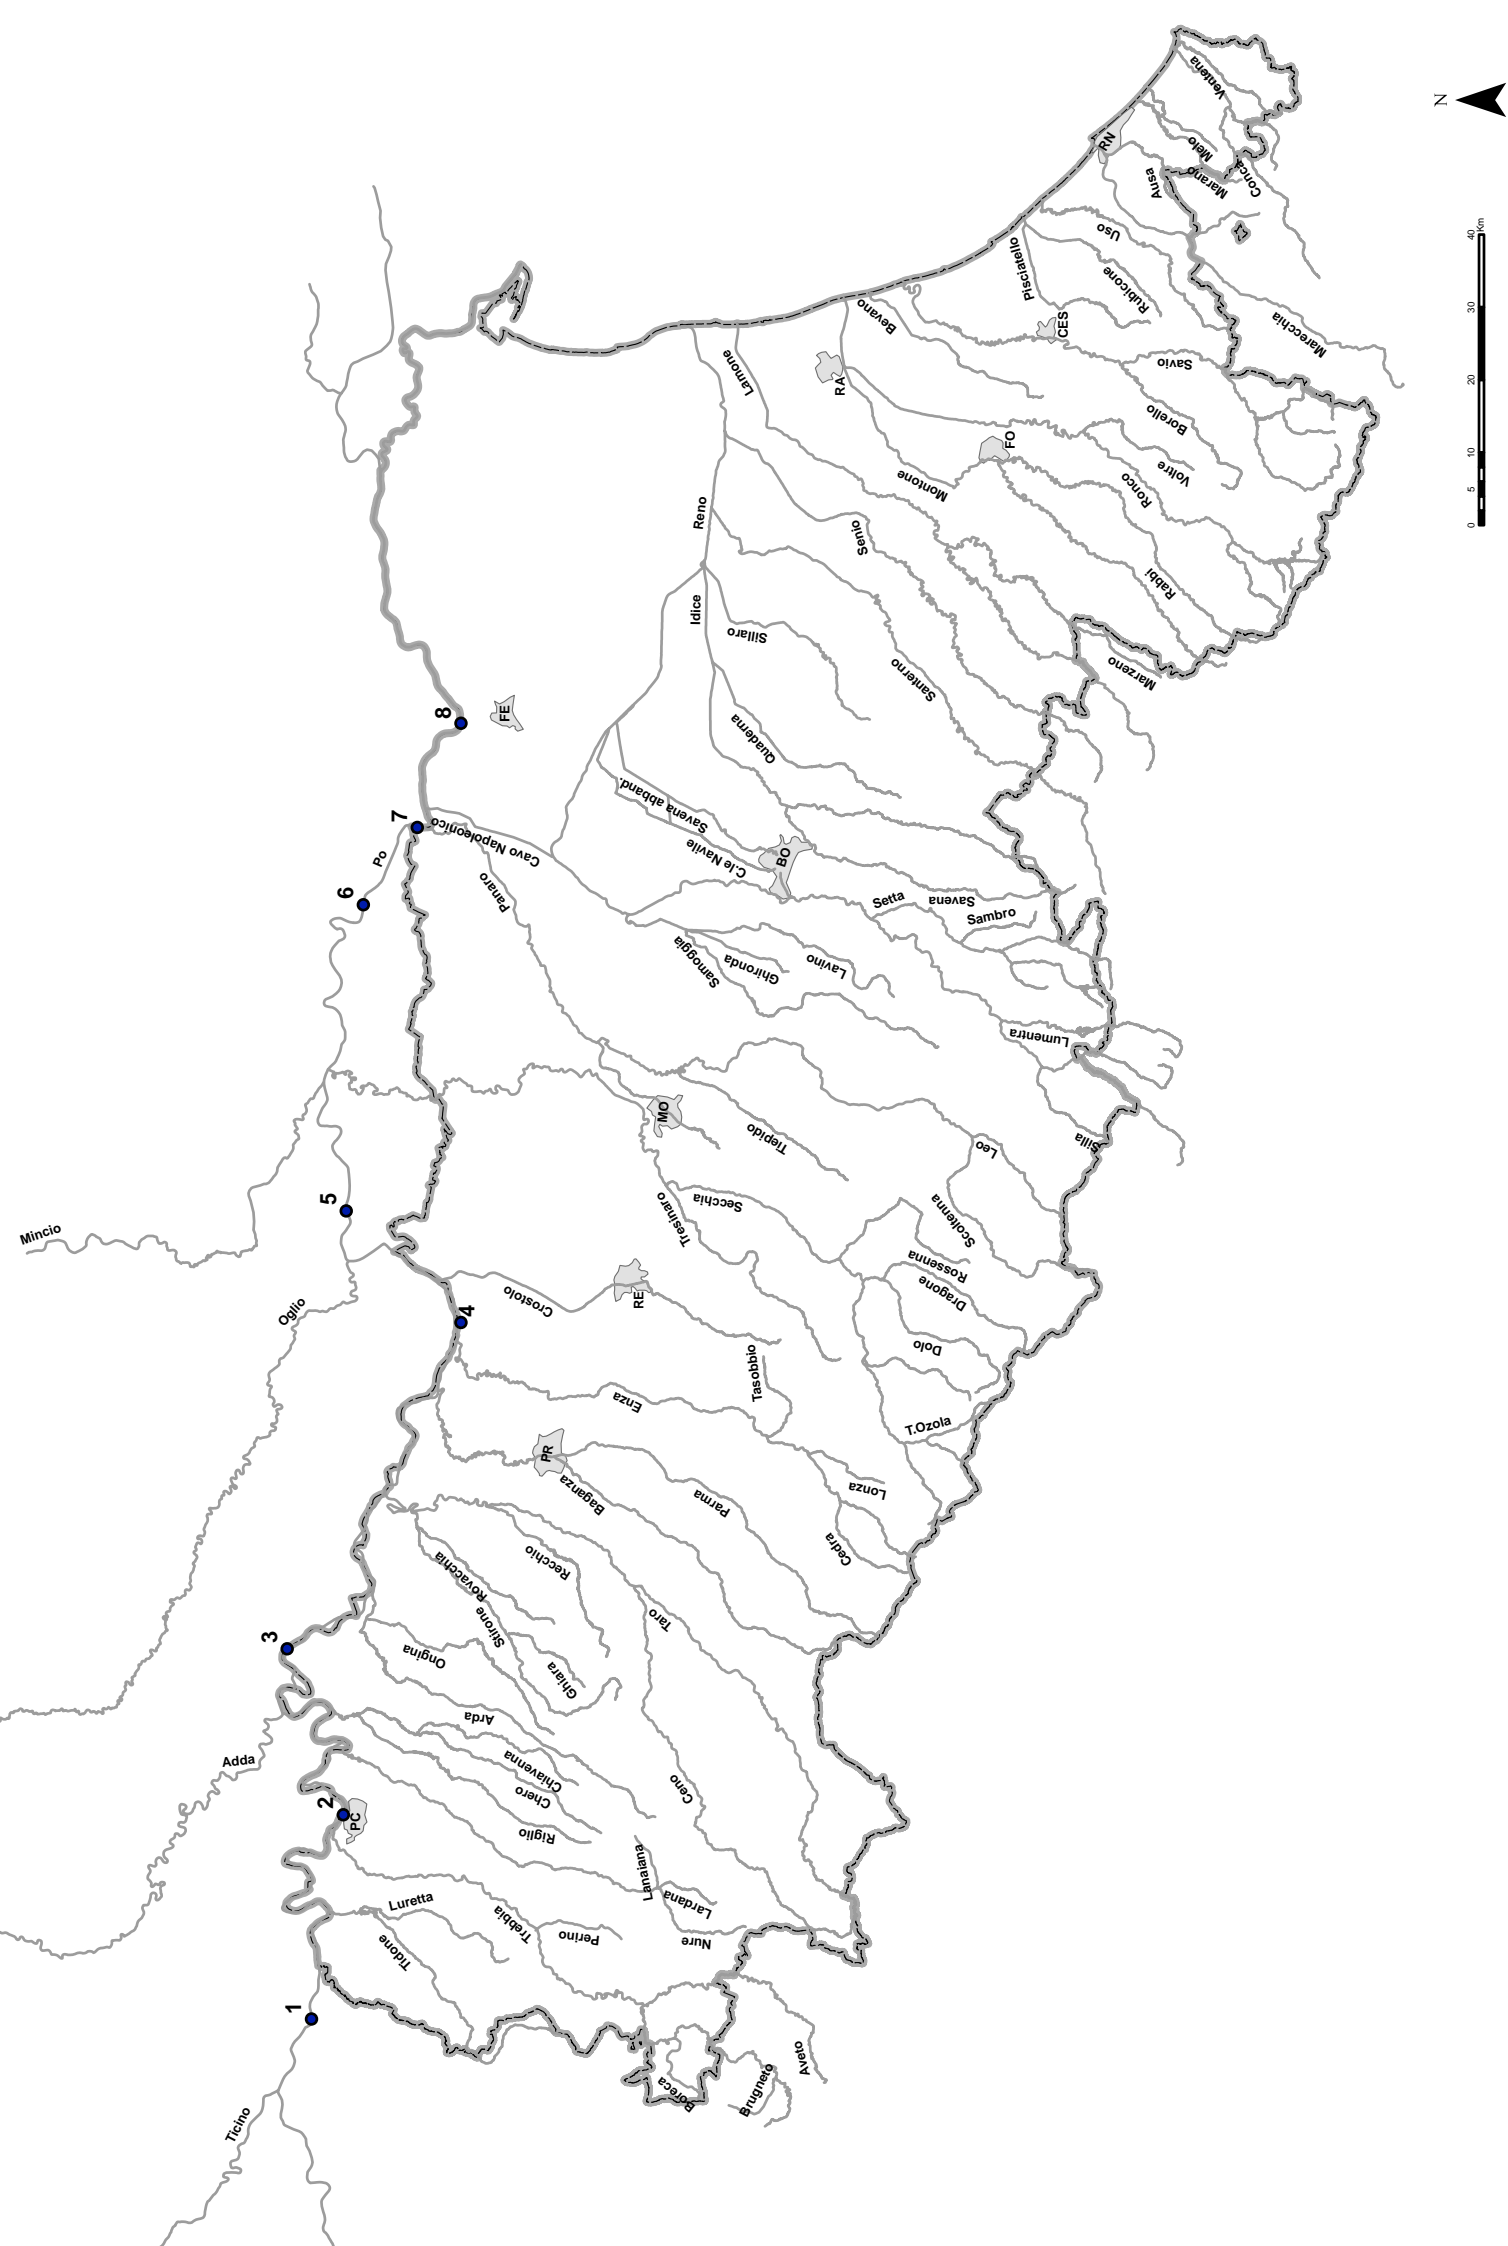 N
Ventena
Melo
RN
Conca
Marano
Ausa
Uso
Pisciatello
Rubicone
Marecchia
CES
Bevano
Savio
Lamone
RA
Borello
FO
Voltre
Ronco
Montone
Reno
Senio
Rabbi
Idice
Sillaro
Santerno
Marzeno
8
FE
Quaderna
Savena abband.
7
Cavo Napoleonico
C.le Navile
BO
Po
6
Panaro
Setta
Savena
Sambro
Samoggia
Ghironda
Lavino
Lumentra
MO
Tiepido
Leo
Silla
5
Secchia
Tresinaro
Scoltenna
Mincio
Rossenna
Dragone
RE
Crostolo
Oglio
4
Dolo
Tasobbio
Enza
T.Ozola
PR
Baganza
Parma
Lonza
Cedra
Recchio
Rovacchia
Stirone
Taro
3
Ongina
Ghiara
Arda
Adda
Chiavenna
Chero
Ceno
2
PC
Riglio
Lanaiana
Lardana
Luretta
Trebbia
Perino
Nure
Tidone
1
Aveto
Brugneto
Boreca
Ticino
0 5 10 20 30 40 Km